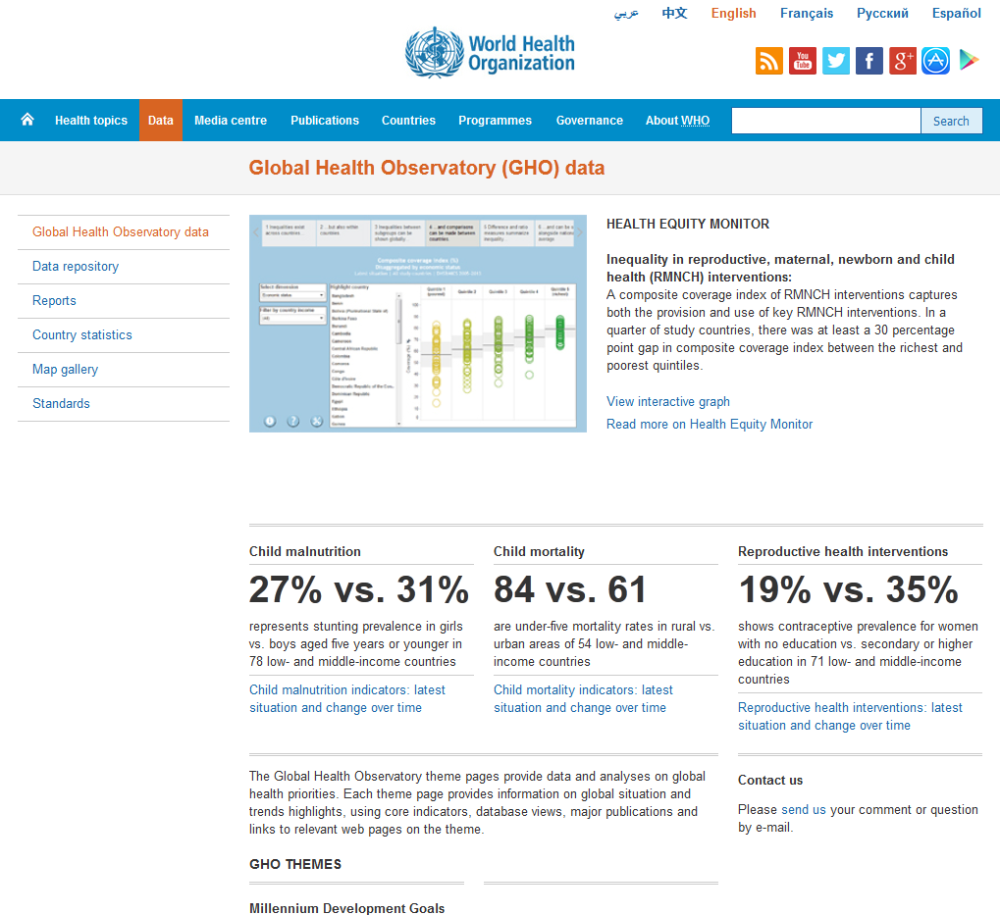 عربي 中文 English Français Русский Español
World Health
Organization
You
Tube
Health topics Data Media centre Publications Countries Programmes Governance About WHO Search
Global Health Observatory (GHO) data
Global Health Observatory data
Data repository
Reports
Country statistics
Map gallery
Standards
1 Inequalities exist
across countries...
2 ...but also within
countries.
3 Inequalities between
subgroups can be
shown globally
4 ...and comparisons
can be made between
countries
5 Difference and ratio
measures summarize
inequality...
Composite coverage index (%)
Disaggregated by economic status
Select dimension
Economic status
Filter by country income
(All)
Highlight country
Bangladesh
Benin
Bolivia (Plurinational State of)
Burkina Faso
Burundi
Cambodia
Cameroon
Central African Republic
Colombia
Comoros
Congo
Côte d'Ivoire
Democratic Republic of the Con...
Dominican Republic
Egypt
Ethiopia
Gabon
Quintile 1
(poorest)
Quintile 2
Quintile 3
Quintile 4
Quintile 5
(richest)
Coverage (%)
HEALTH EQUITY MONITOR
Inequality in reproductive, maternal, newborn and child
health (RMNCH) interventions:
A composite coverage index of RMNCH interventions captures
both the provision and use of key RMNCH interventions. In a
quarter of study countries, there was at least a 30 percentage
point gap in composite coverage index between the richest and
poorest quintiles.
View interactive graph
Read more on Health Equity Monitor
Child malnutrition
27% vs. 31%
represents stunting prevalence in girls
vs. boys aged five years or younger in
78 low- and middle-income countries
Child malnutrition indicators: latest
situation and change over time
Child mortality
84 vs. 61
are under-five mortality rates in rural vs.
urban areas of 54 low- and middle-
income countries
Child mortality indicators: latest
situation and change over time
Reproductive health interventions
19% vs. 35%
shows contraceptive prevalence for women
with no education vs. secondary or higher
education in 71 low- and middle-income
countries
Reproductive health interventions: latest
situation and change over time
The Global Health Observatory theme pages provide data and analyses on global
health priorities. Each theme page provides information on global situation and
trends highlights, using core indicators, database views, major publications and
links to relevant web pages on the theme.
Contact us
Please send us your comment or question
by e-mail.
GHO THEMES
Millennium Development Goals